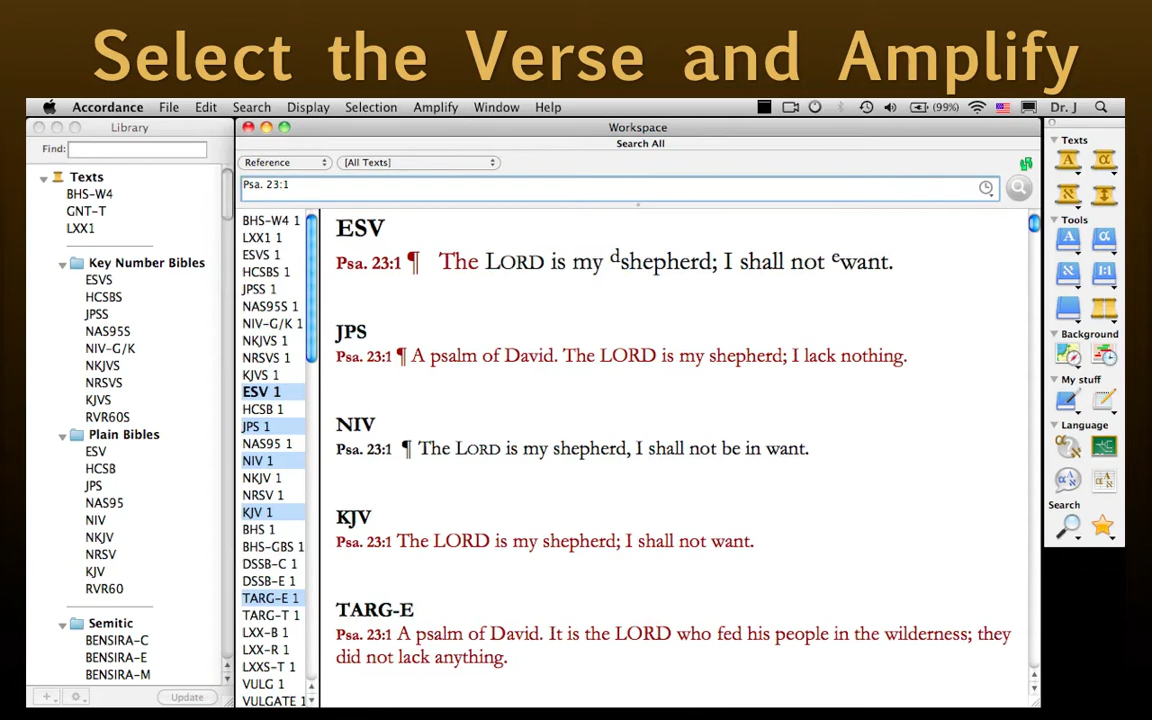 Select the Verse and Amplify
Accordance File Edit Search Display Selection Amplify Window Help (99%) Dr. J
Library
Find:
Texts
BHS-W4
GNT-T
LXX1
Key Number Bibles
ESVS
HCSBS
JPSS
NAS95S
NIV-G/K
NKJVS
NRSVS
KJVS
RVR60S
Plain Bibles
ESV
HCSB
JPS
NAS95
NIV
NKJV
NRSV
KJV
RVR60
Semitic
BENSIRA-C
BENSIRA-E
BENSIRA-M
Update
Workspace
Search All
Reference [All Texts]
Psa. 23:1
BHS-W4 1
LXX1 1
ESVS 1
HCSBS 1
JPSS 1
NAS95S 1
NIV-G/K 1
NKJVS 1
NRSVS 1
KJVS 1
ESV 1
HCSB 1
JPS 1
NAS95 1
NIV 1
NKJV 1
NRSV 1
KJV 1
BHS 1
BHS-GBS 1
DSSB-C 1
DSSB-E 1
TARG-E 1
TARG-T 1
LXX-B 1
LXX-R 1
LXXS-T 1
VULG 1
VULGATE 1
ESV
Psa. 23:1 ¶ The LORD is my dshepherd; I shall not ewant.
JPS
Psa. 23:1 ¶ A psalm of David. The LORD is my shepherd; I lack nothing.
NIV
Psa. 23:1 ¶ The LORD is my shepherd, I shall not be in want.
KJV
Psa. 23:1 The LORD is my shepherd; I shall not want.
TARG-E
Psa. 23:1 A psalm of David. It is the LORD who fed his people in the wilderness; they
did not lack anything.
Texts
A α
א
Tools
A α
א 1:1
Background
My stuff
Language
Search